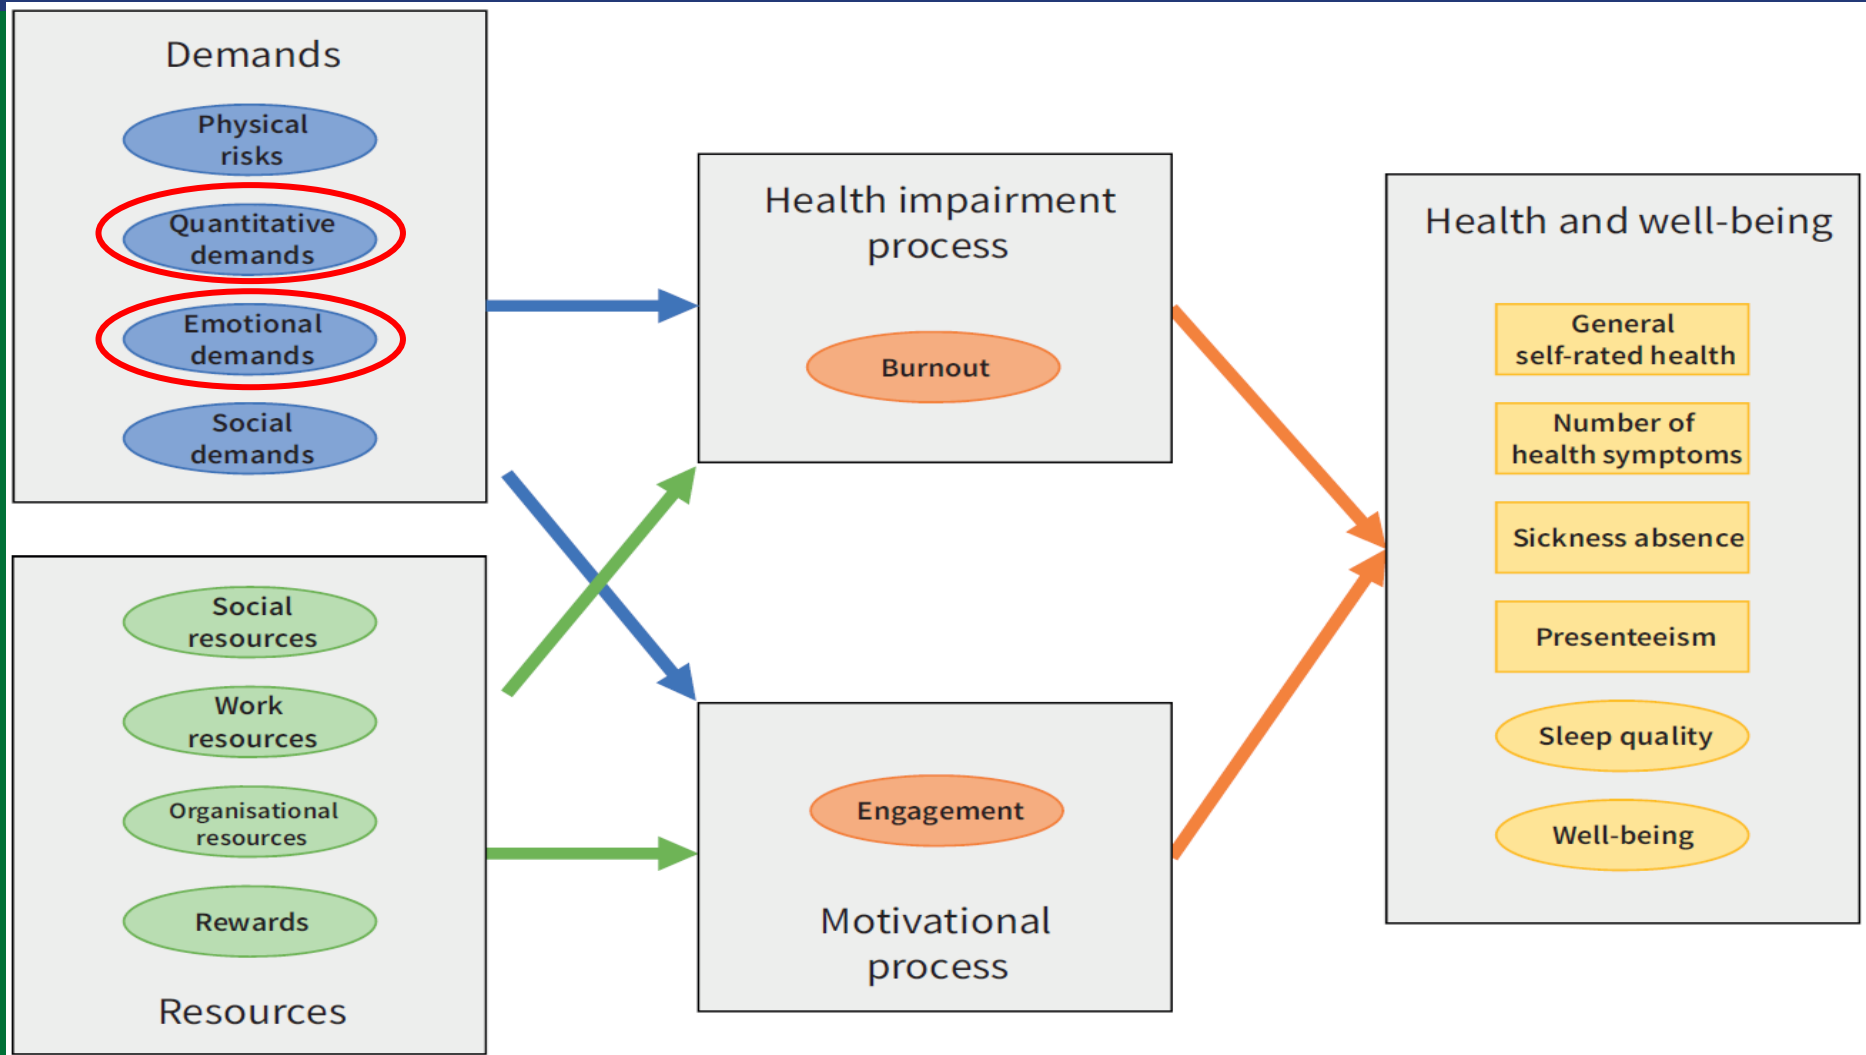 Demands
Physical
risks
Quantitative
demands
Emotional
demands
Social
demands
Social
resources
Work
resources
Organisational
resources
Rewards
Resources
Health impairment
process
Burnout
Engagement
Motivational
process
Health and well-being
General
self-rated health
Number of
health symptoms
Sickness absence
Presenteeism
Sleep quality
Well-being